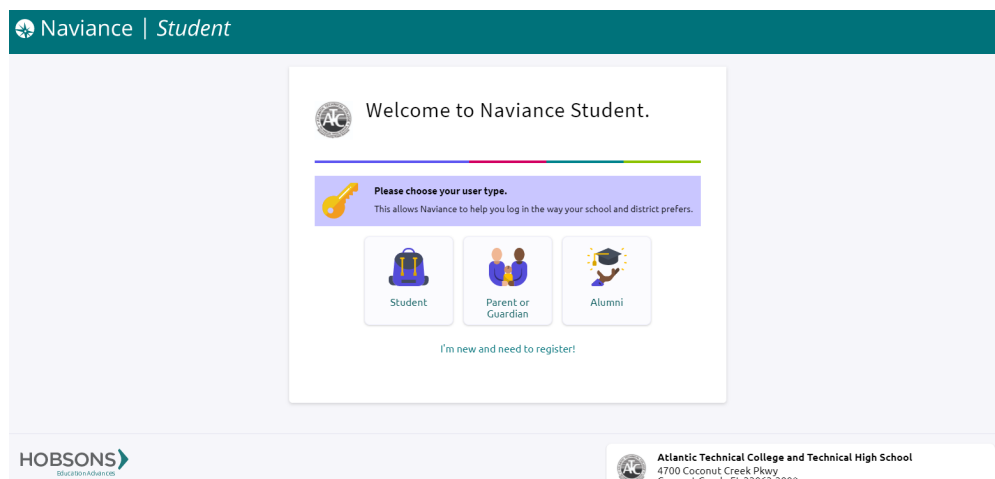 Naviance | Student
ATC
Welcome to Naviance Student.
Please choose your user type.
This allows Naviance to help you log in the way your school and district prefers.
Student
Parent or
Guardian
Alumni
I'm new and need to register!
HOBSONS
Education Advances
ATC
Atlantic Technical College and Technical High School
4700 Coconut Creek Pkwy